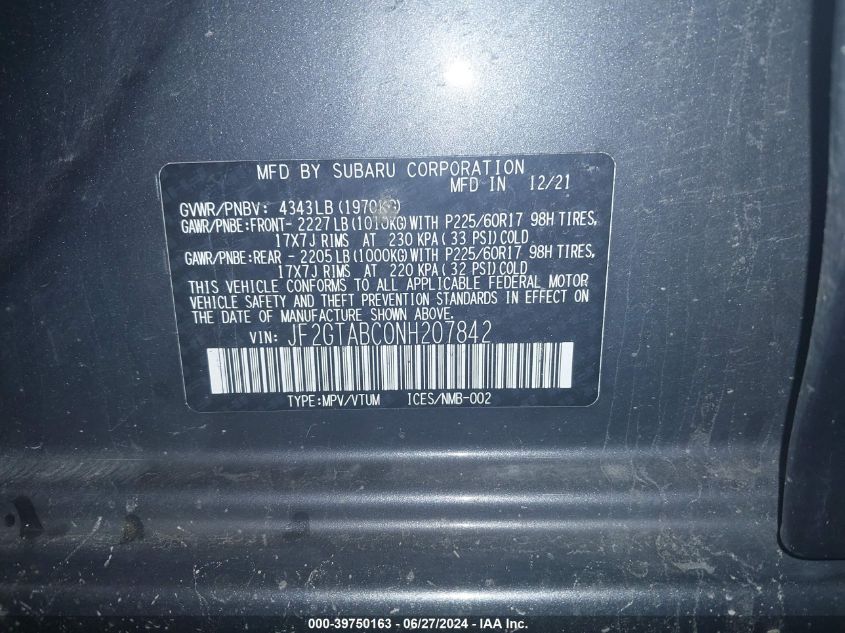 MFD BY SUBARU CORPORATION
MFD IN 12/21
GVWR/PNBV: 4343LB (1970KG)
GAWR/PNBE:FRONT- 2227LB(1010KG)WITH P225/60R17 98H TIRES,
17X7J RIMS AT 230 KPA(33 PSI)COLD
GAWR/PNBE:REAR - 2205LB(1000KG)WITH P225/60R17 98H TIRES,
17X7J RIMS AT 220 KPA(32 PSI)COLD
THIS VEHICLE CONFORMS TO ALL APPLICABLE FEDERAL MOTOR
VEHICLE SAFETY AND THEFT PREVENTION STANDARDS IN EFFECT ON
THE DATE OF MANUFACTURE SHOWN ABOVE.
VIN: JF2GTABC0NH207842
TYPE:MPV/VTUM ICES/NMB-002
000-39750163 - 06/27/2024 - IAA Inc.